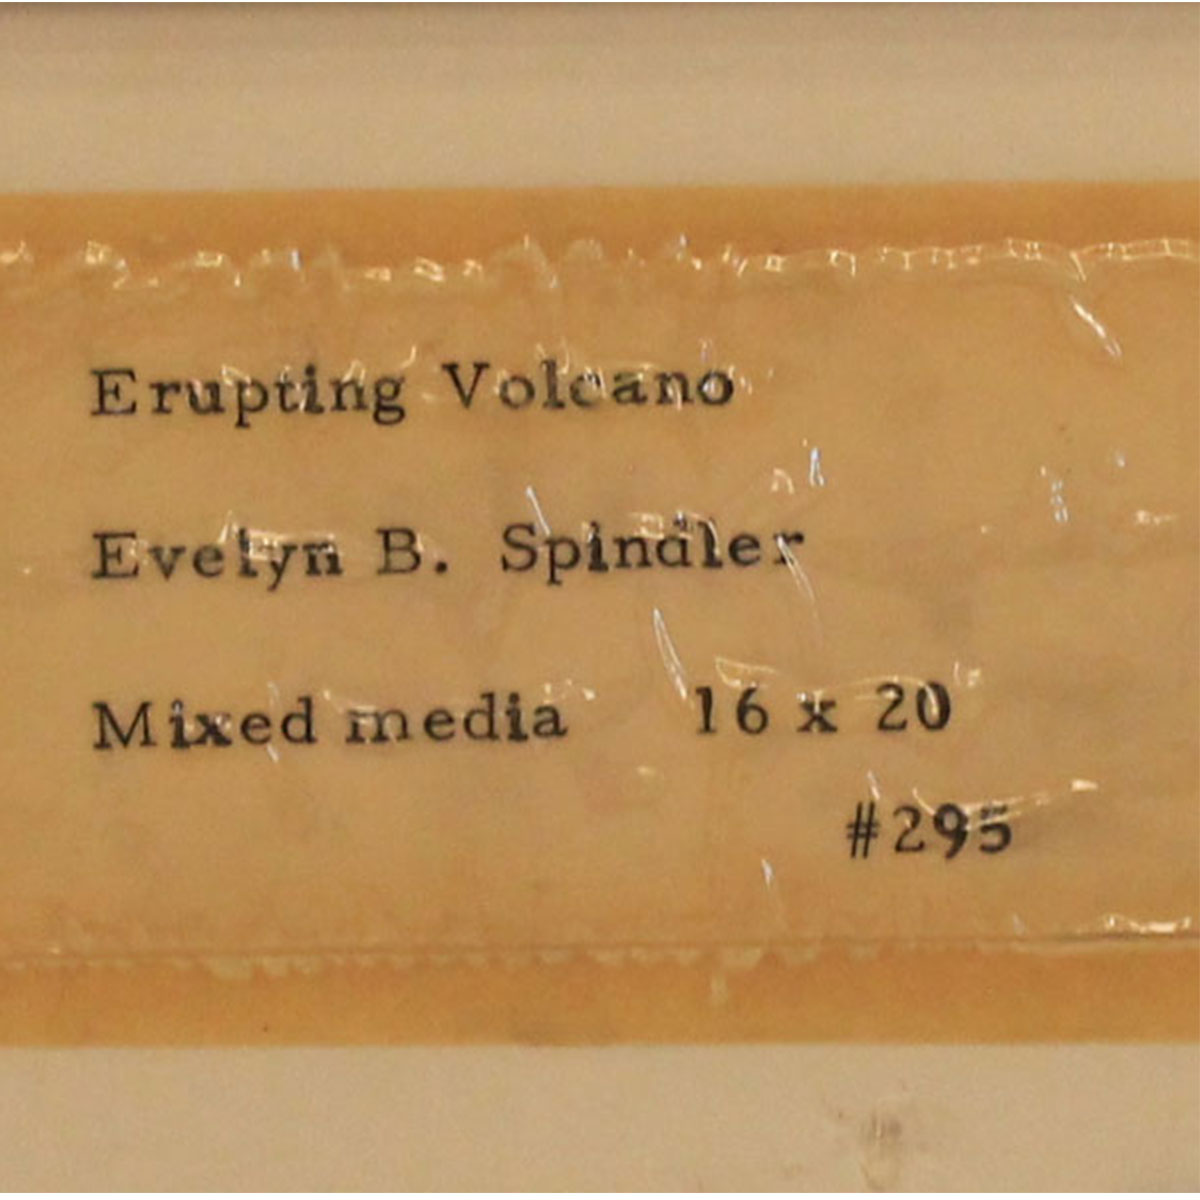 Erupting Volcano
Evelyn B. Spindler
Mixed media 16 x 20
#295